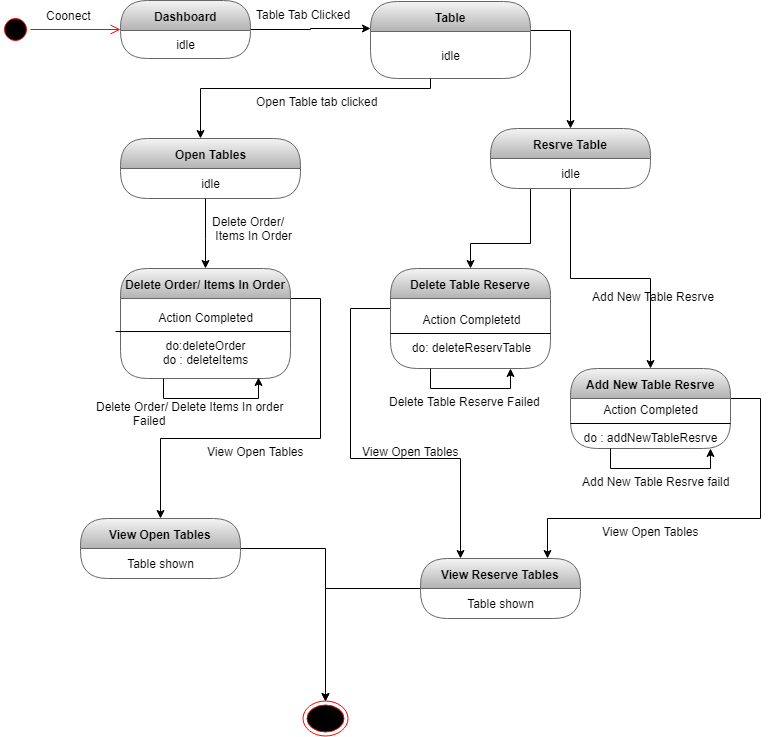 Coonect
Dashboard
idle
Table Tab Clicked
Table
idle
Open Table tab clicked
Open Tables
idle
Resrve Table
idle
Delete Order/
Items In Order
Delete Order/ Items In Order
Action Completed
do:deleteOrder
do : deleteItems
Delete Order/ Delete Items In order
Failed
Delete Table Reserve
Action Completetd
do: deleteReservTable
Delete Table Reserve Failed
Add New Table Resrve
Add New Table Resrve
Action Completed
do : addNewTableResrve
Add New Table Resrve faild
View Open Tables
View Open Tables
View Open Tables
View Open Tables
Table shown
View Reserve Tables
Table shown